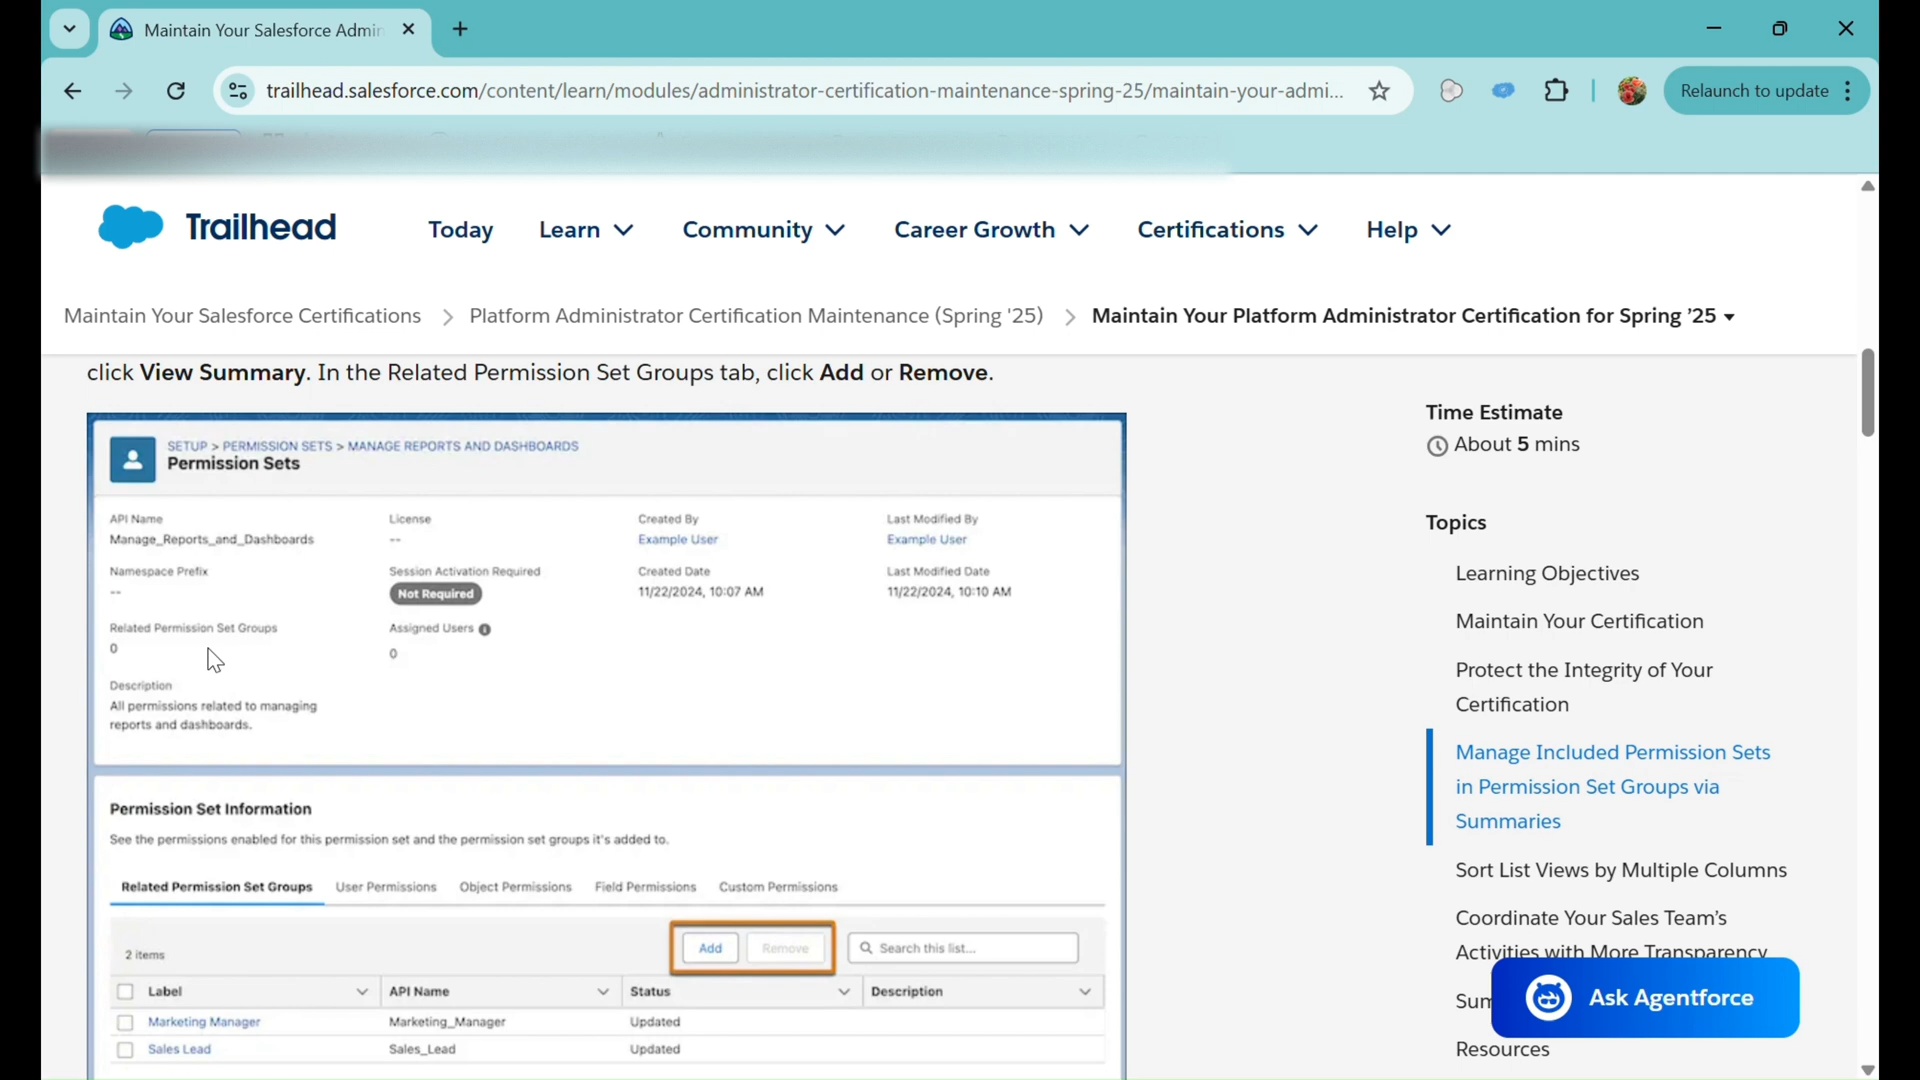 Maintain Your Salesforce Admin
trailhead.salesforce.com/content/learn/modules/administrator-certification-maintenance-spring-25/maintain-your-admi...
Relaunch to update
Trailhead
Today
Learn
Community
Career Growth
Certifications
Help
Maintain Your Salesforce Certifications > Platform Administrator Certification Maintenance (Spring '25) > Maintain Your Platform Administrator Certification for Spring ’25
click View Summary. In the Related Permission Set Groups tab, click Add or Remove.
SETUP > PERMISSION SETS > MANAGE REPORTS AND DASHBOARDS
Permission Sets
API Name
Manage_Reports_and_Dashboards
License
--
Created By
Example User
Last Modified By
Example User
Namespace Prefix
--
Session Activation Required
Not Required
Created Date
11/22/2024, 10:07 AM
Last Modified Date
11/22/2024, 10:10 AM
Related Permission Set Groups
0
Assigned Users
0
Description
All permissions related to managing
reports and dashboards.
Permission Set Information
See the permissions enabled for this permission set and the permission set groups it's added to.
Related Permission Set Groups
User Permissions
Object Permissions
Field Permissions
Custom Permissions
2 items
Add
Remove
Search this list...
Label
API Name
Status
Description
Marketing Manager
Marketing_Manager
Updated
Sales Lead
Sales_Lead
Updated
Time Estimate
About 5 mins
Topics
Learning Objectives
Maintain Your Certification
Protect the Integrity of Your
Certification
Manage Included Permission Sets
in Permission Set Groups via
Summaries
Sort List Views by Multiple Columns
Coordinate Your Sales Team’s
Activities with More Transparency
Ask Agentforce
Resources